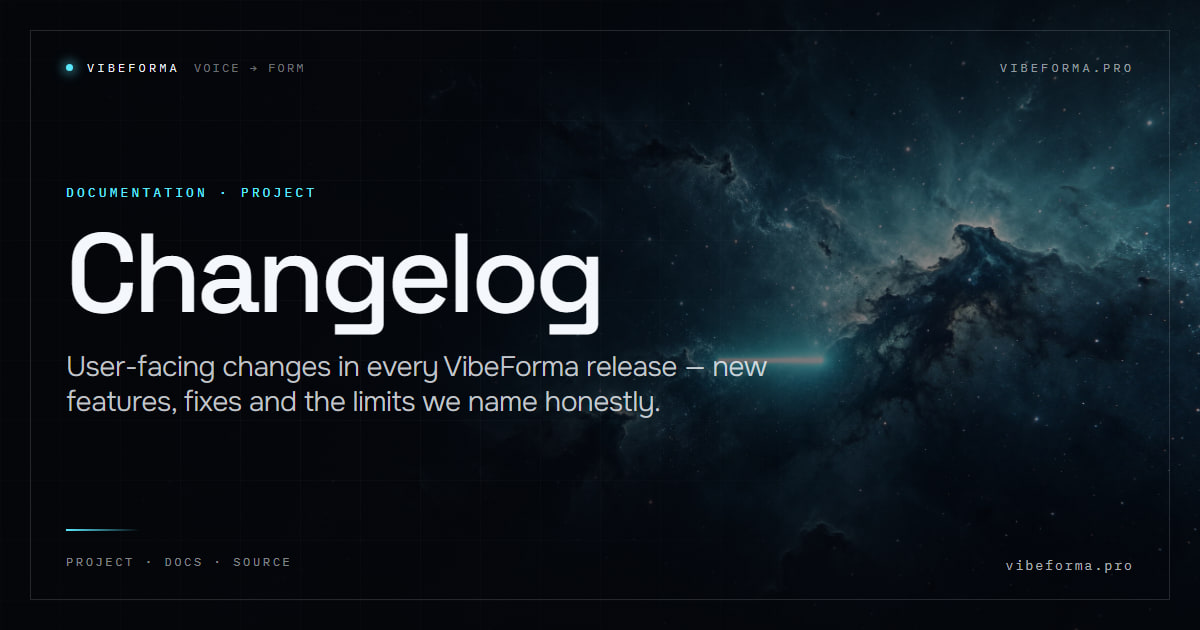 VIBEFORMA VOICE → FORM
VIBEFORMA.PRO
DOCUMENTATION · PROJECT
Changelog
User-facing changes in every VibeForma release — new
features, fixes and the limits we name honestly.
PROJECT · DOCS · SOURCE
vibeforma.pro